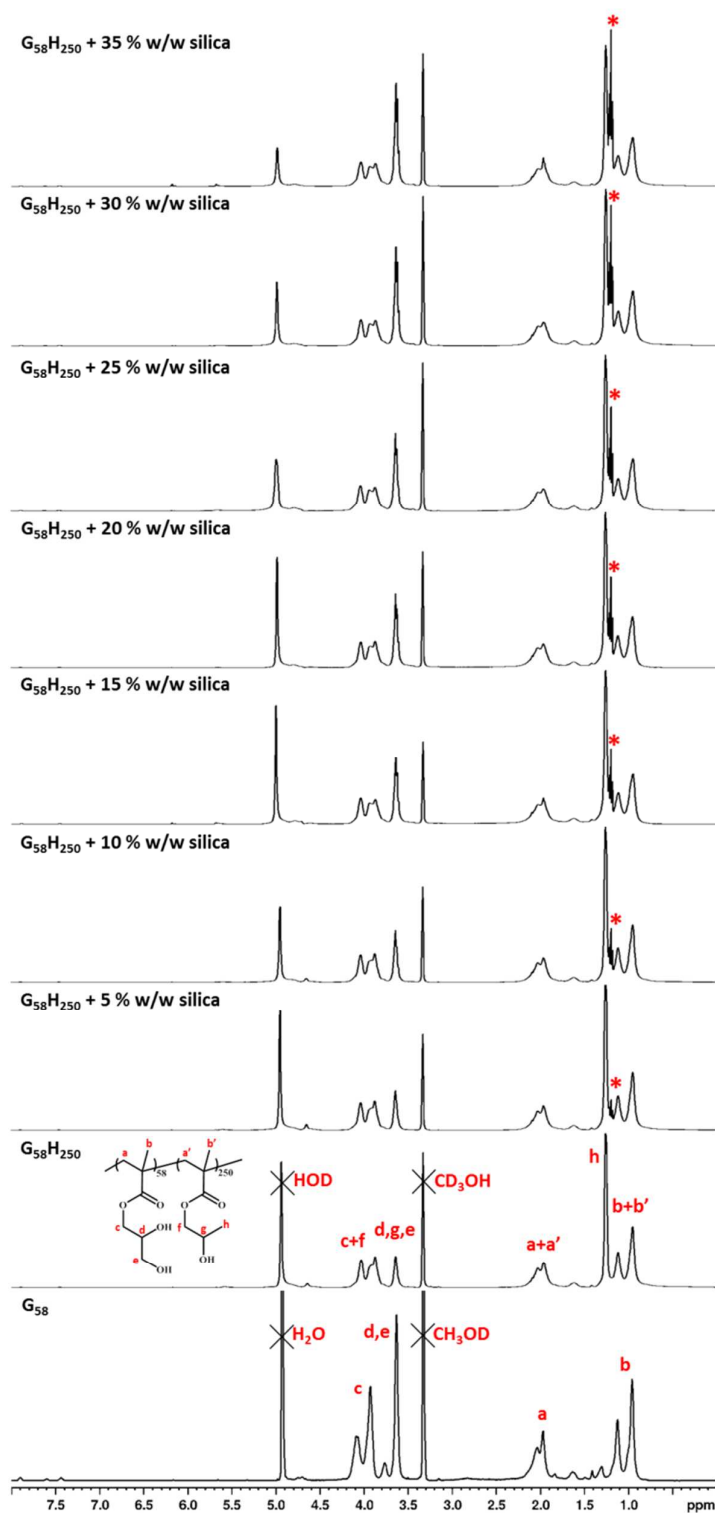 G58H250 + 35 % w/w silica
*
G58H250 + 30 % w/w silica
*
G58H250 + 25 % w/w silica
*
G58H250 + 20 % w/w silica
*
G58H250 + 15 % w/w silica
*
G58H250 + 10 % w/w silica
*
G58H250 + 5 % w/w silica
*
G58H250
a b a' b'
58 250
O O O O
c d OH f g h
e OH OH
HOD
c+f
d,g,e
CD3OH
a+a'
h
b+b'
G58
H2O
c
d,e
CH3OD
a
b
7.5 7.0 6.5 6.0 5.5 5.0 4.5 4.0 3.5 3.0 2.5 2.0 1.5 1.0 ppm